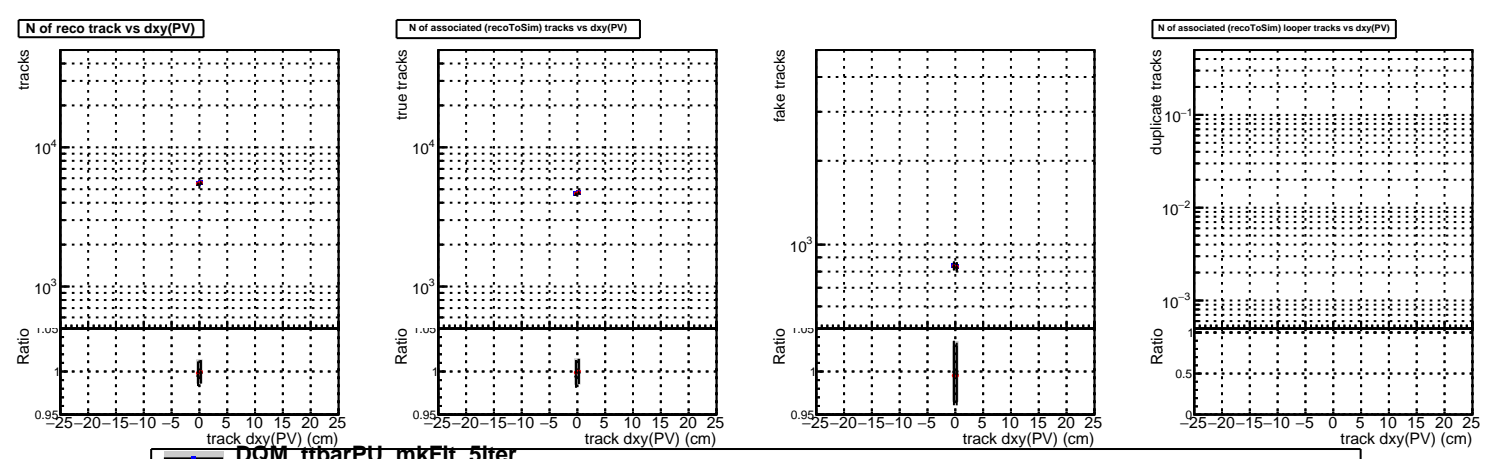 N of reco track vs dxy(PV)
tracks
10⁴
10³
Ratio
1.05
1
0.95
−25 −20 −15 −10 −5 0 5 10 15 20 25
track dxy(PV) (cm)
N of associated (recoToSim) tracks vs dxy(PV)
true tracks
10⁴
10³
Ratio
1.05
1
0.95
−25 −20 −15 −10 −5 0 5 10 15 20 25
track dxy(PV) (cm)
fake tracks
10³
Ratio
1.05
1
0.95
−25 −20 −15 −10 −5 0 5 10 15 20 25
track dxy(PV) (cm)
N of associated (recoToSim) looper tracks vs dxy(PV)
duplicate tracks
10⁻¹
10⁻²
10⁻³
Ratio
1
0.5
0
−25 −20 −15 −10 −5 0 5 10 15 20 25
track dxy(PV) (cm)
DQM_ttbarPU_mkFit_5iter